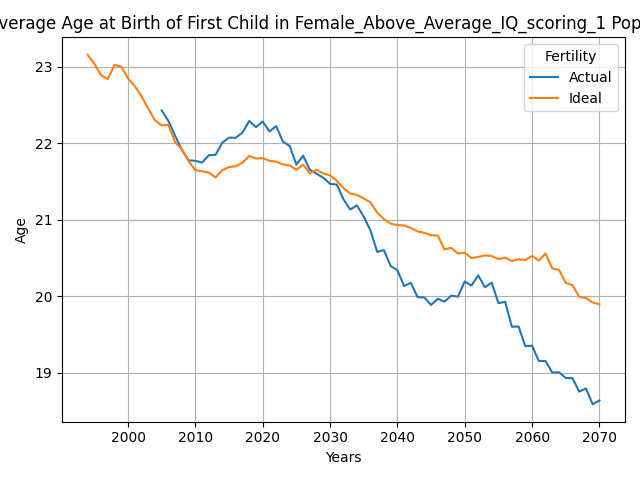 verage Age at Birth of First Child in Female_Above_Average_IQ_scoring_1 Pop
Fertility
Actual
Ideal
23
22
21
20
19
Age
2000 2010 2020 2030 2040 2050 2060 2070
Years